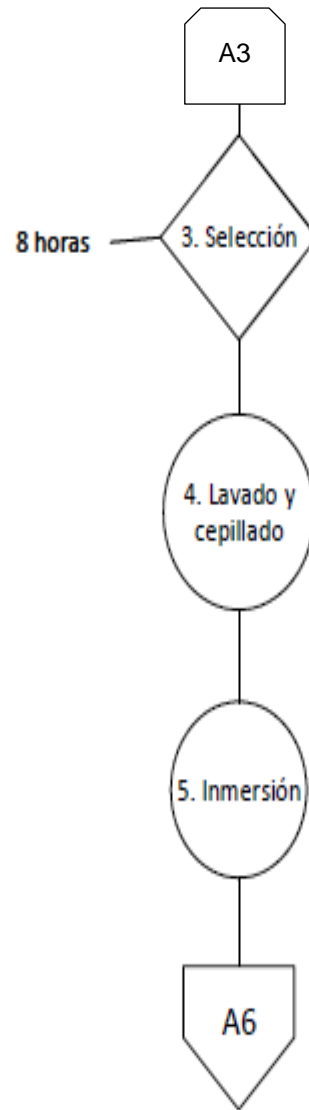 A3
8 horas
3. Selección
4. Lavado y
cepillado
5. Inmersión
A6